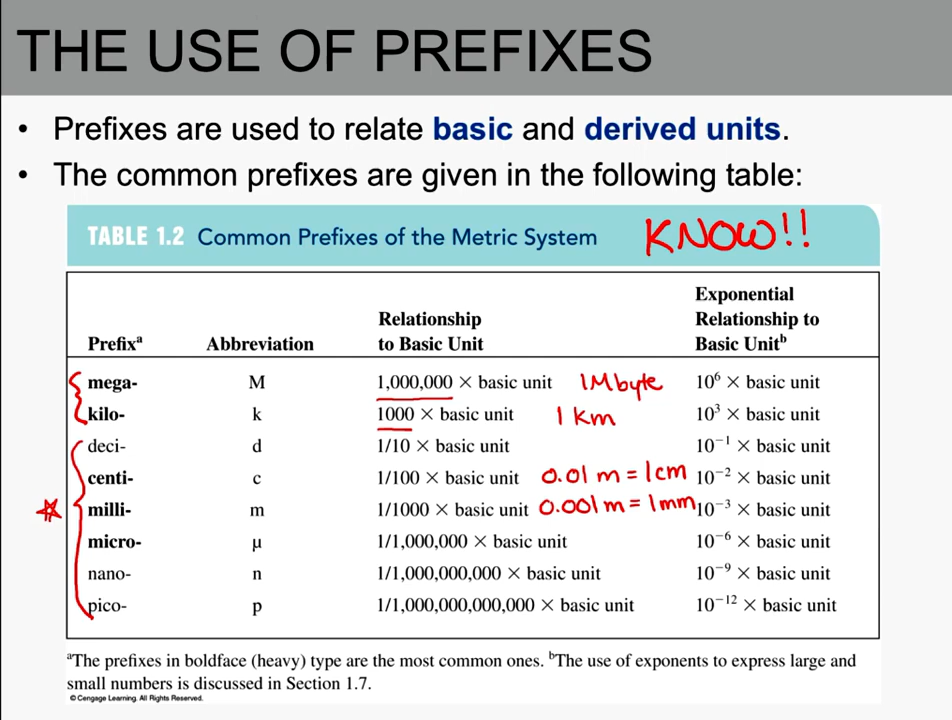 THE USE OF PREFIXES
• Prefixes are used to relate basic and derived units.
• The common prefixes are given in the following table:
TABLE 1.2 Common Prefixes of the Metric System KNOW!!
Prefixᵃ Abbreviation Relationship to Basic Unit Exponential Relationship to Basic Unitᵇ
mega- M 1,000,000 × basic unit 1 Mbyte 10⁶ × basic unit
kilo- k 1000 × basic unit 1 km 10³ × basic unit
deci- d 1/10 × basic unit 10⁻¹ × basic unit
centi- c 1/100 × basic unit 0.01 m = 1 cm 10⁻² × basic unit
milli- m 1/1000 × basic unit 0.001 m = 1 mm 10⁻³ × basic unit
micro- μ 1/1,000,000 × basic unit 10⁻⁶ × basic unit
nano- n 1/1,000,000,000 × basic unit 10⁻⁹ × basic unit
pico- p 1/1,000,000,000,000 × basic unit 10⁻¹² × basic unit
ᵃThe prefixes in boldface (heavy) type are the most common ones. ᵇThe use of exponents to express large and
small numbers is discussed in Section 1.7.
© Cengage Learning. All Rights Reserved.